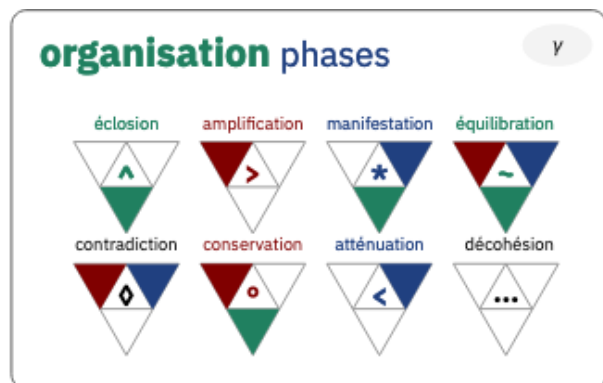 organisation phases
γ
éclosion amplification manifestation équilibration
^ > * ~
contradiction conservation atténuation décohésion
◊ ° < ...